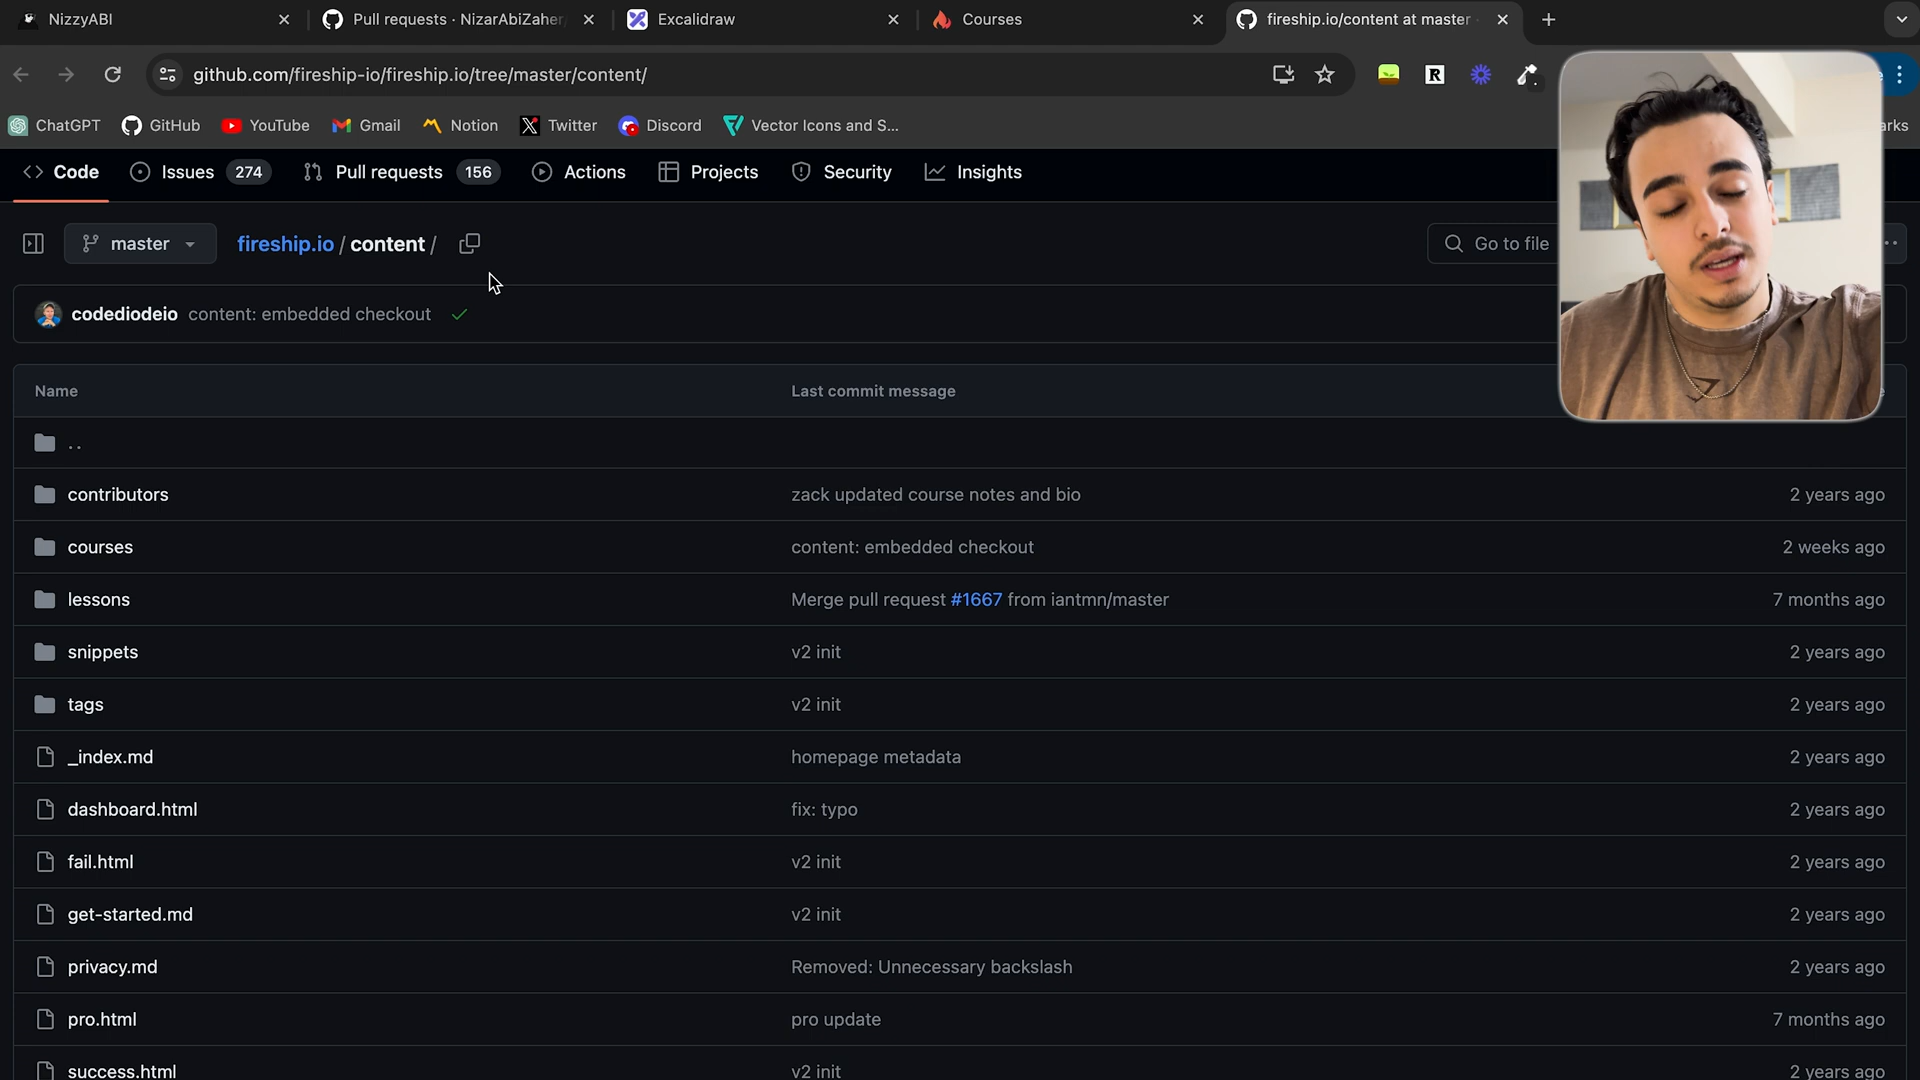 NizzyABI
Pull requests · NizarAbiZaher
Excalidraw
Courses
fireship.io/content at master
github.com/fireship-io/fireship.io/tree/master/content/
ChatGPT
GitHub
YouTube
Gmail
Notion
Twitter
Discord
Vector Icons and S...
arks
Code
Issues 274
Pull requests 156
Actions
Projects
Security
Insights
master
fireship.io / content /
Go to file
codediodeio content: embedded checkout
Name Last commit message
..
contributors zack updated course notes and bio 2 years ago
courses content: embedded checkout 2 weeks ago
lessons Merge pull request #1667 from iantmn/master 7 months ago
snippets v2 init 2 years ago
tags v2 init 2 years ago
_index.md homepage metadata 2 years ago
dashboard.html fix: typo 2 years ago
fail.html v2 init 2 years ago
get-started.md v2 init 2 years ago
privacy.md Removed: Unnecessary backslash 2 years ago
pro.html pro update 7 months ago
success.html v2 init 2 years ago